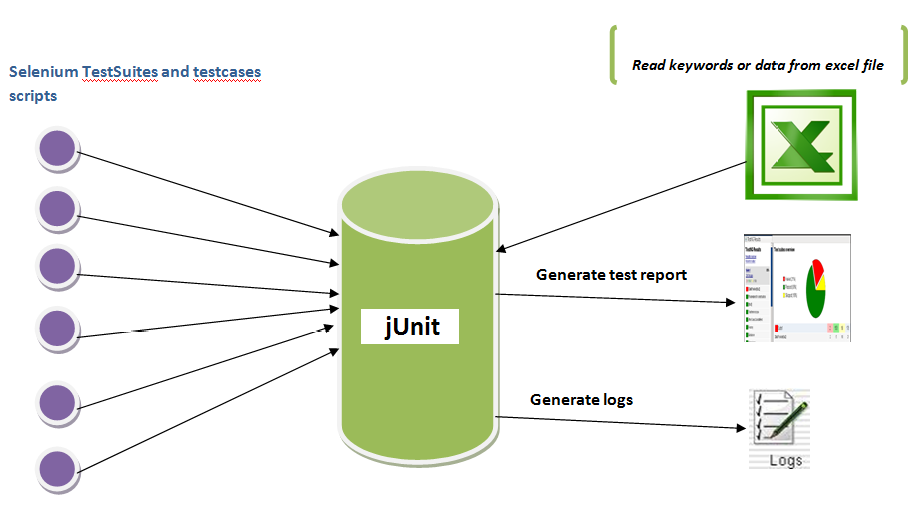 Selenium TestSuites and testcases
scripts
Read keywords or data from excel file
Generate test report
jUnit
Generate logs
Logs